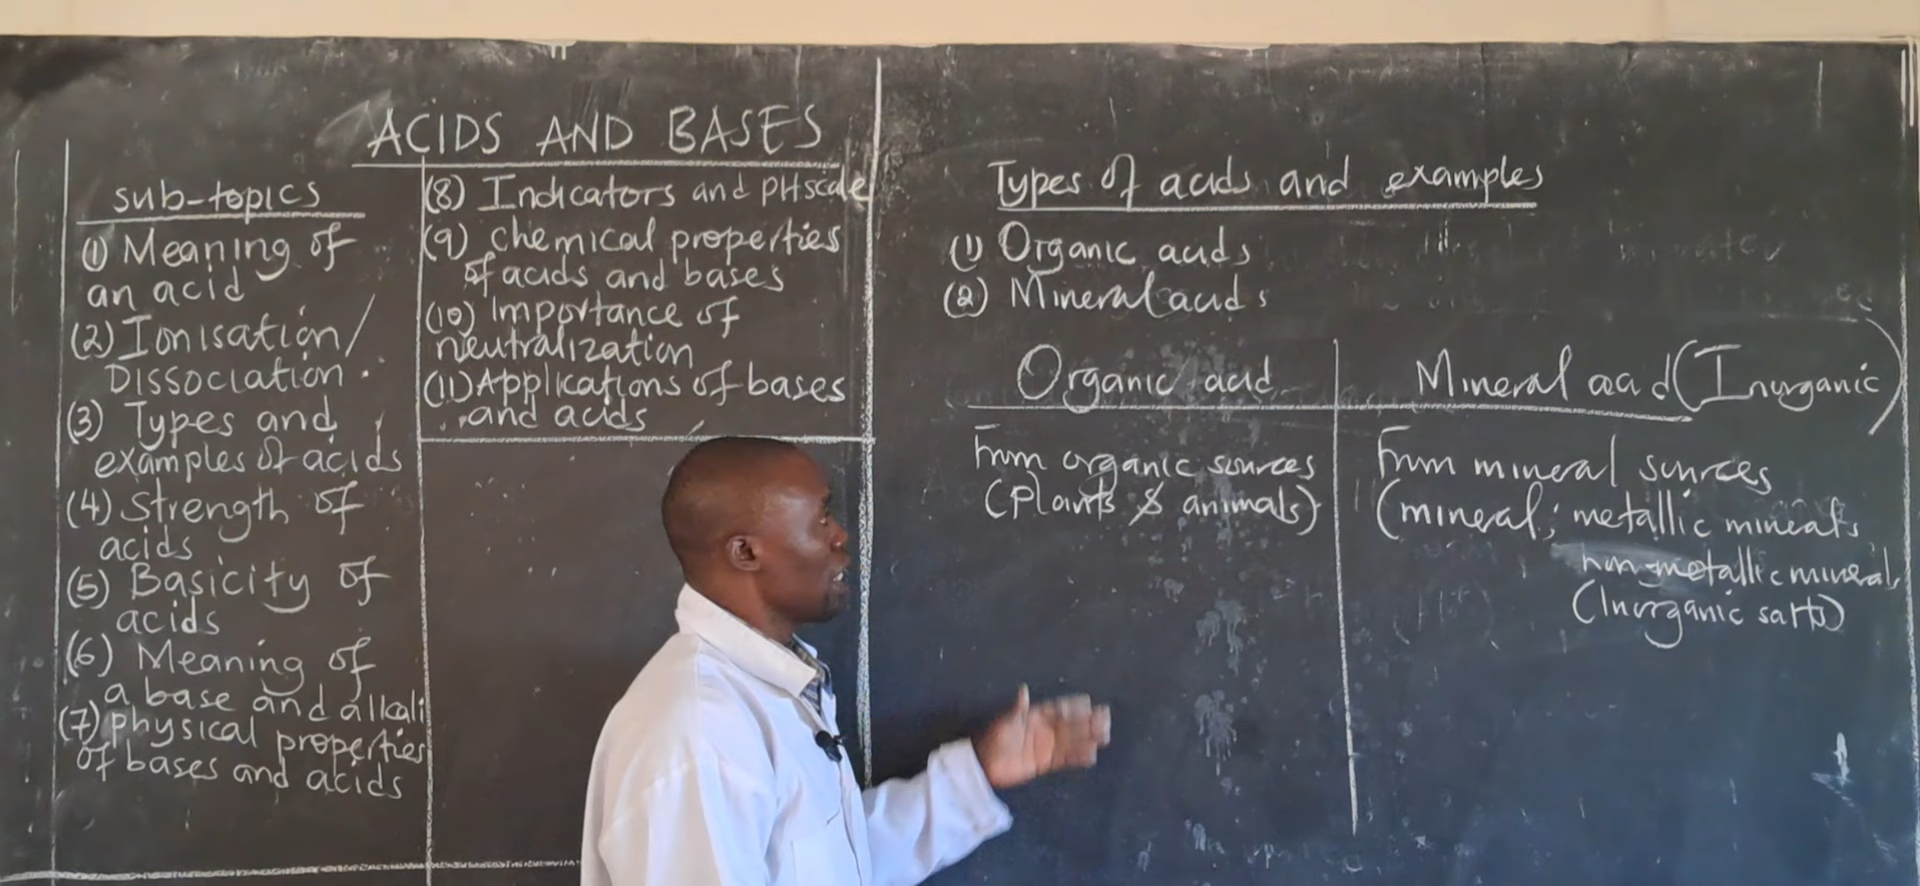 ACIDS AND BASES
sub-topics
(1) Meaning of
an acid
(2) Ionisation/
Dissociation.
(3) Types and
examples of acids
(4) Strength of
acids
(5) Basicity of
acids
(6) Meaning of
a base and alkali
(7) physical properties
of bases and acids
(8) Indicators and PH scale
(9) chemical properties
of acids and bases
(10) Importance of
neutralization
(11) Applications of bases
and acids
Types of acids and examples
(1) Organic acids
(2) Mineral acids
Organic acid
From organic sources
(Plants & animals)
Mineral acid (Inorganic)
From mineral sources
(mineral; metallic minerals
non-metallic minerals
(Inorganic salts)